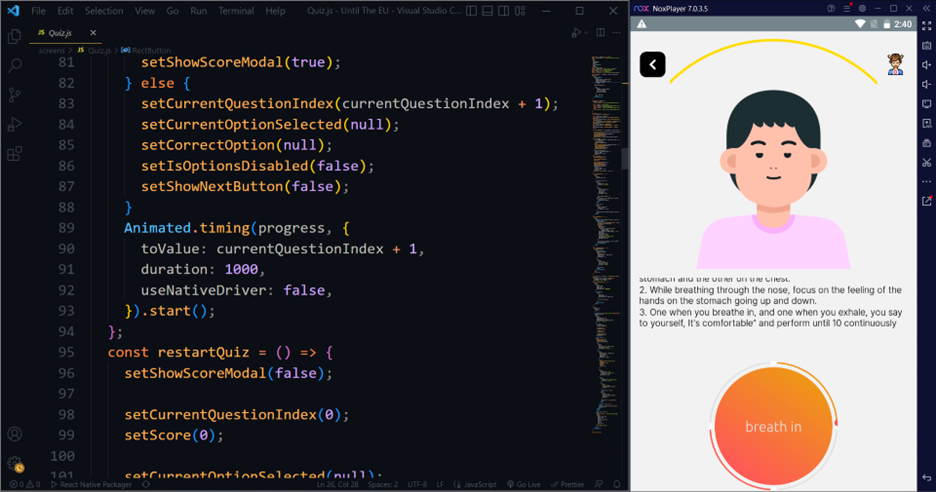 File Edit Selection View Go Run Terminal Help Quiz.js - Until The EU - Visual Studio C...
JS Quiz.js ×
screens > JS Quiz.js > RectButton
81 setShowScoreModal(true);
82 } else {
83 setCurrentQuestionIndex(currentQuestionIndex + 1);
84 setCurrentOptionSelected(null);
85 setCorrectOption(null);
86 setIsOptionsDisabled(false);
87 setShowNextButton(false);
88 }
89 Animated.timing(progress, {
90 toValue: currentQuestionIndex + 1,
91 duration: 1000,
92 useNativeDriver: false,
93 }).start();
94 };
95 const restartQuiz = () => {
96 setShowScoreModal(false);
97
98 setCurrentQuestionIndex(0);
99 setScore(0);
100
101 setCurrentOptionSelected(null);
0 0 React Native Packager Ln 26, Col 28 Spaces: 2 UTF-8 LF JavaScript Go Live Prettier
nox NoxPlayer 7.0.3.5
2:40
stomach and the other on the chest.
2. While breathing through the nose, focus on the feeling of the
hands on the stomach going up and down.
3. One when you breathe in, and one when you exhale, you say
to yourself, It's comfortable" and perform until 10 continuously
breath in